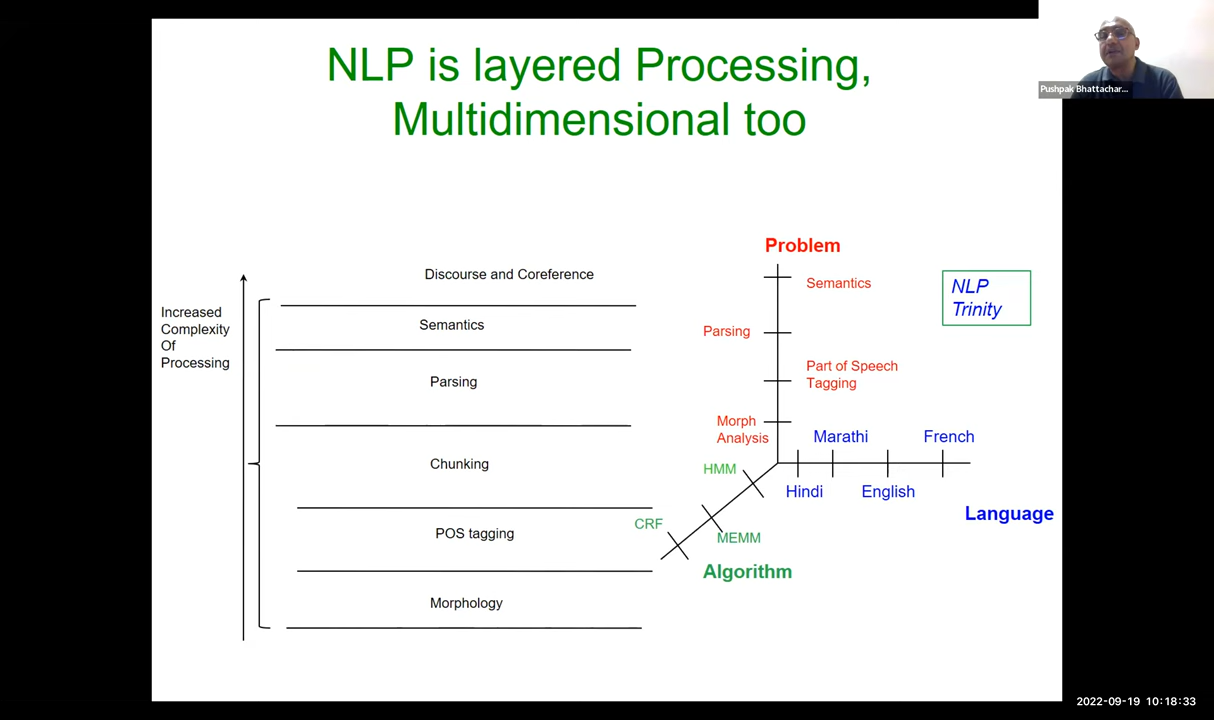 NLP is layered Processing,
Multidimensional too
Pushpak Bhattachar...
Increased
Complexity
Of
Processing
Discourse and Coreference
Semantics
Parsing
Chunking
POS tagging
Morphology
Problem
Semantics
Parsing
Part of Speech
Tagging
Morph
Analysis
NLP
Trinity
Marathi
French
Hindi
English
Language
HMM
CRF
MEMM
Algorithm
2022-09-19 10:18:33